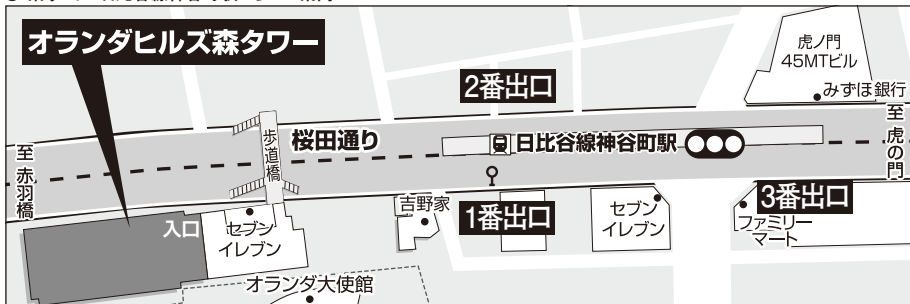 オランダヒルズ森タワー
2番出口
虎ノ門
45MTビル
みずほ銀行
至 虎の門
歩道橋
桜田通り
日比谷線神谷町駅
至 赤羽橋
吉野家
1番出口
セブン
イレブン
3番出口
ファミリー
マート
入口
セブン
イレブン
オランダ大使館